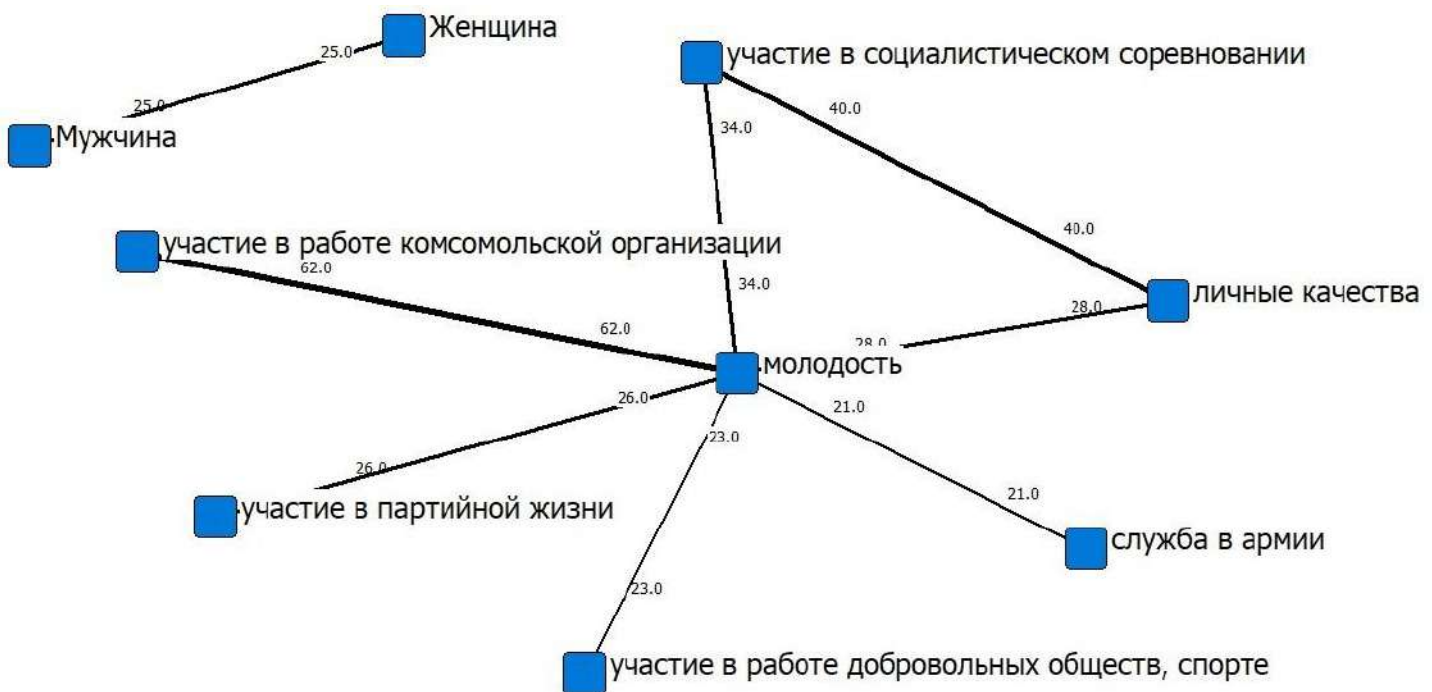 Женщина
25.0
участие в социалистическом соревновании
25.0
40.0
34.0
Мужчина
участие в работе комсомольской организации
40.0
62.0
34.0
личные качества
28.0
62.0
28.0
молодость
26.0
21.0
23.0
26.0
21.0
участие в партийной жизни
служба в армии
23.0
участие в работе добровольных обществ, спорте